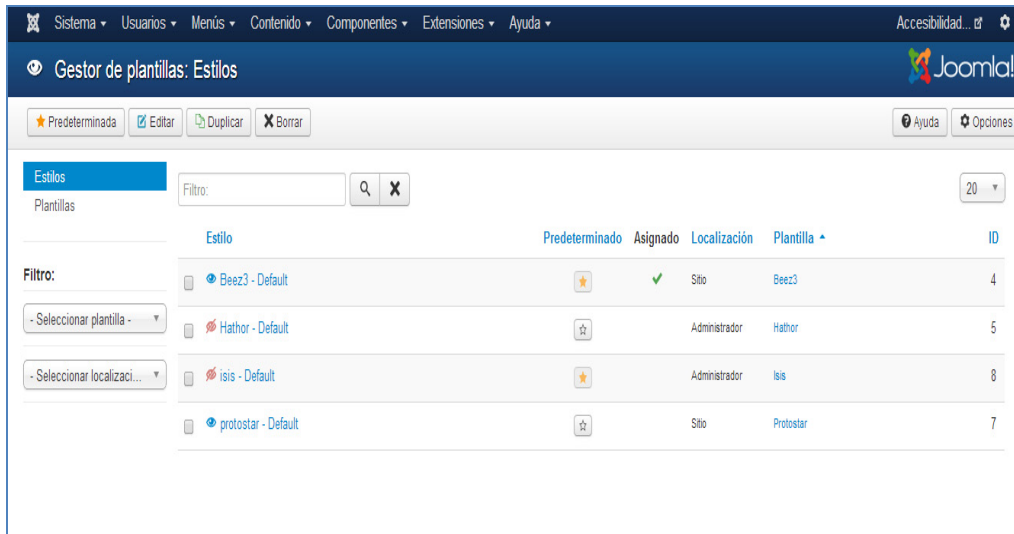 Sistema Usuarios Menús Contenido Componentes Extensiones Ayuda Accesibilidad...
Gestor de plantillas: Estilos Joomla!
Predeterminada Editar Duplicar Borrar Ayuda Opciones
Estilos
Plantillas
Filtro: 20
Estilo Predeterminado Asignado Localización Plantilla ID
Filtro:
- Seleccionar plantilla -
- Seleccionar localizaci...
Beez3 - Default Sitio Beez3 4
Hathor - Default Administrador Hathor 5
isis - Default Administrador Isis 8
protostar - Default Sitio Protostar 7